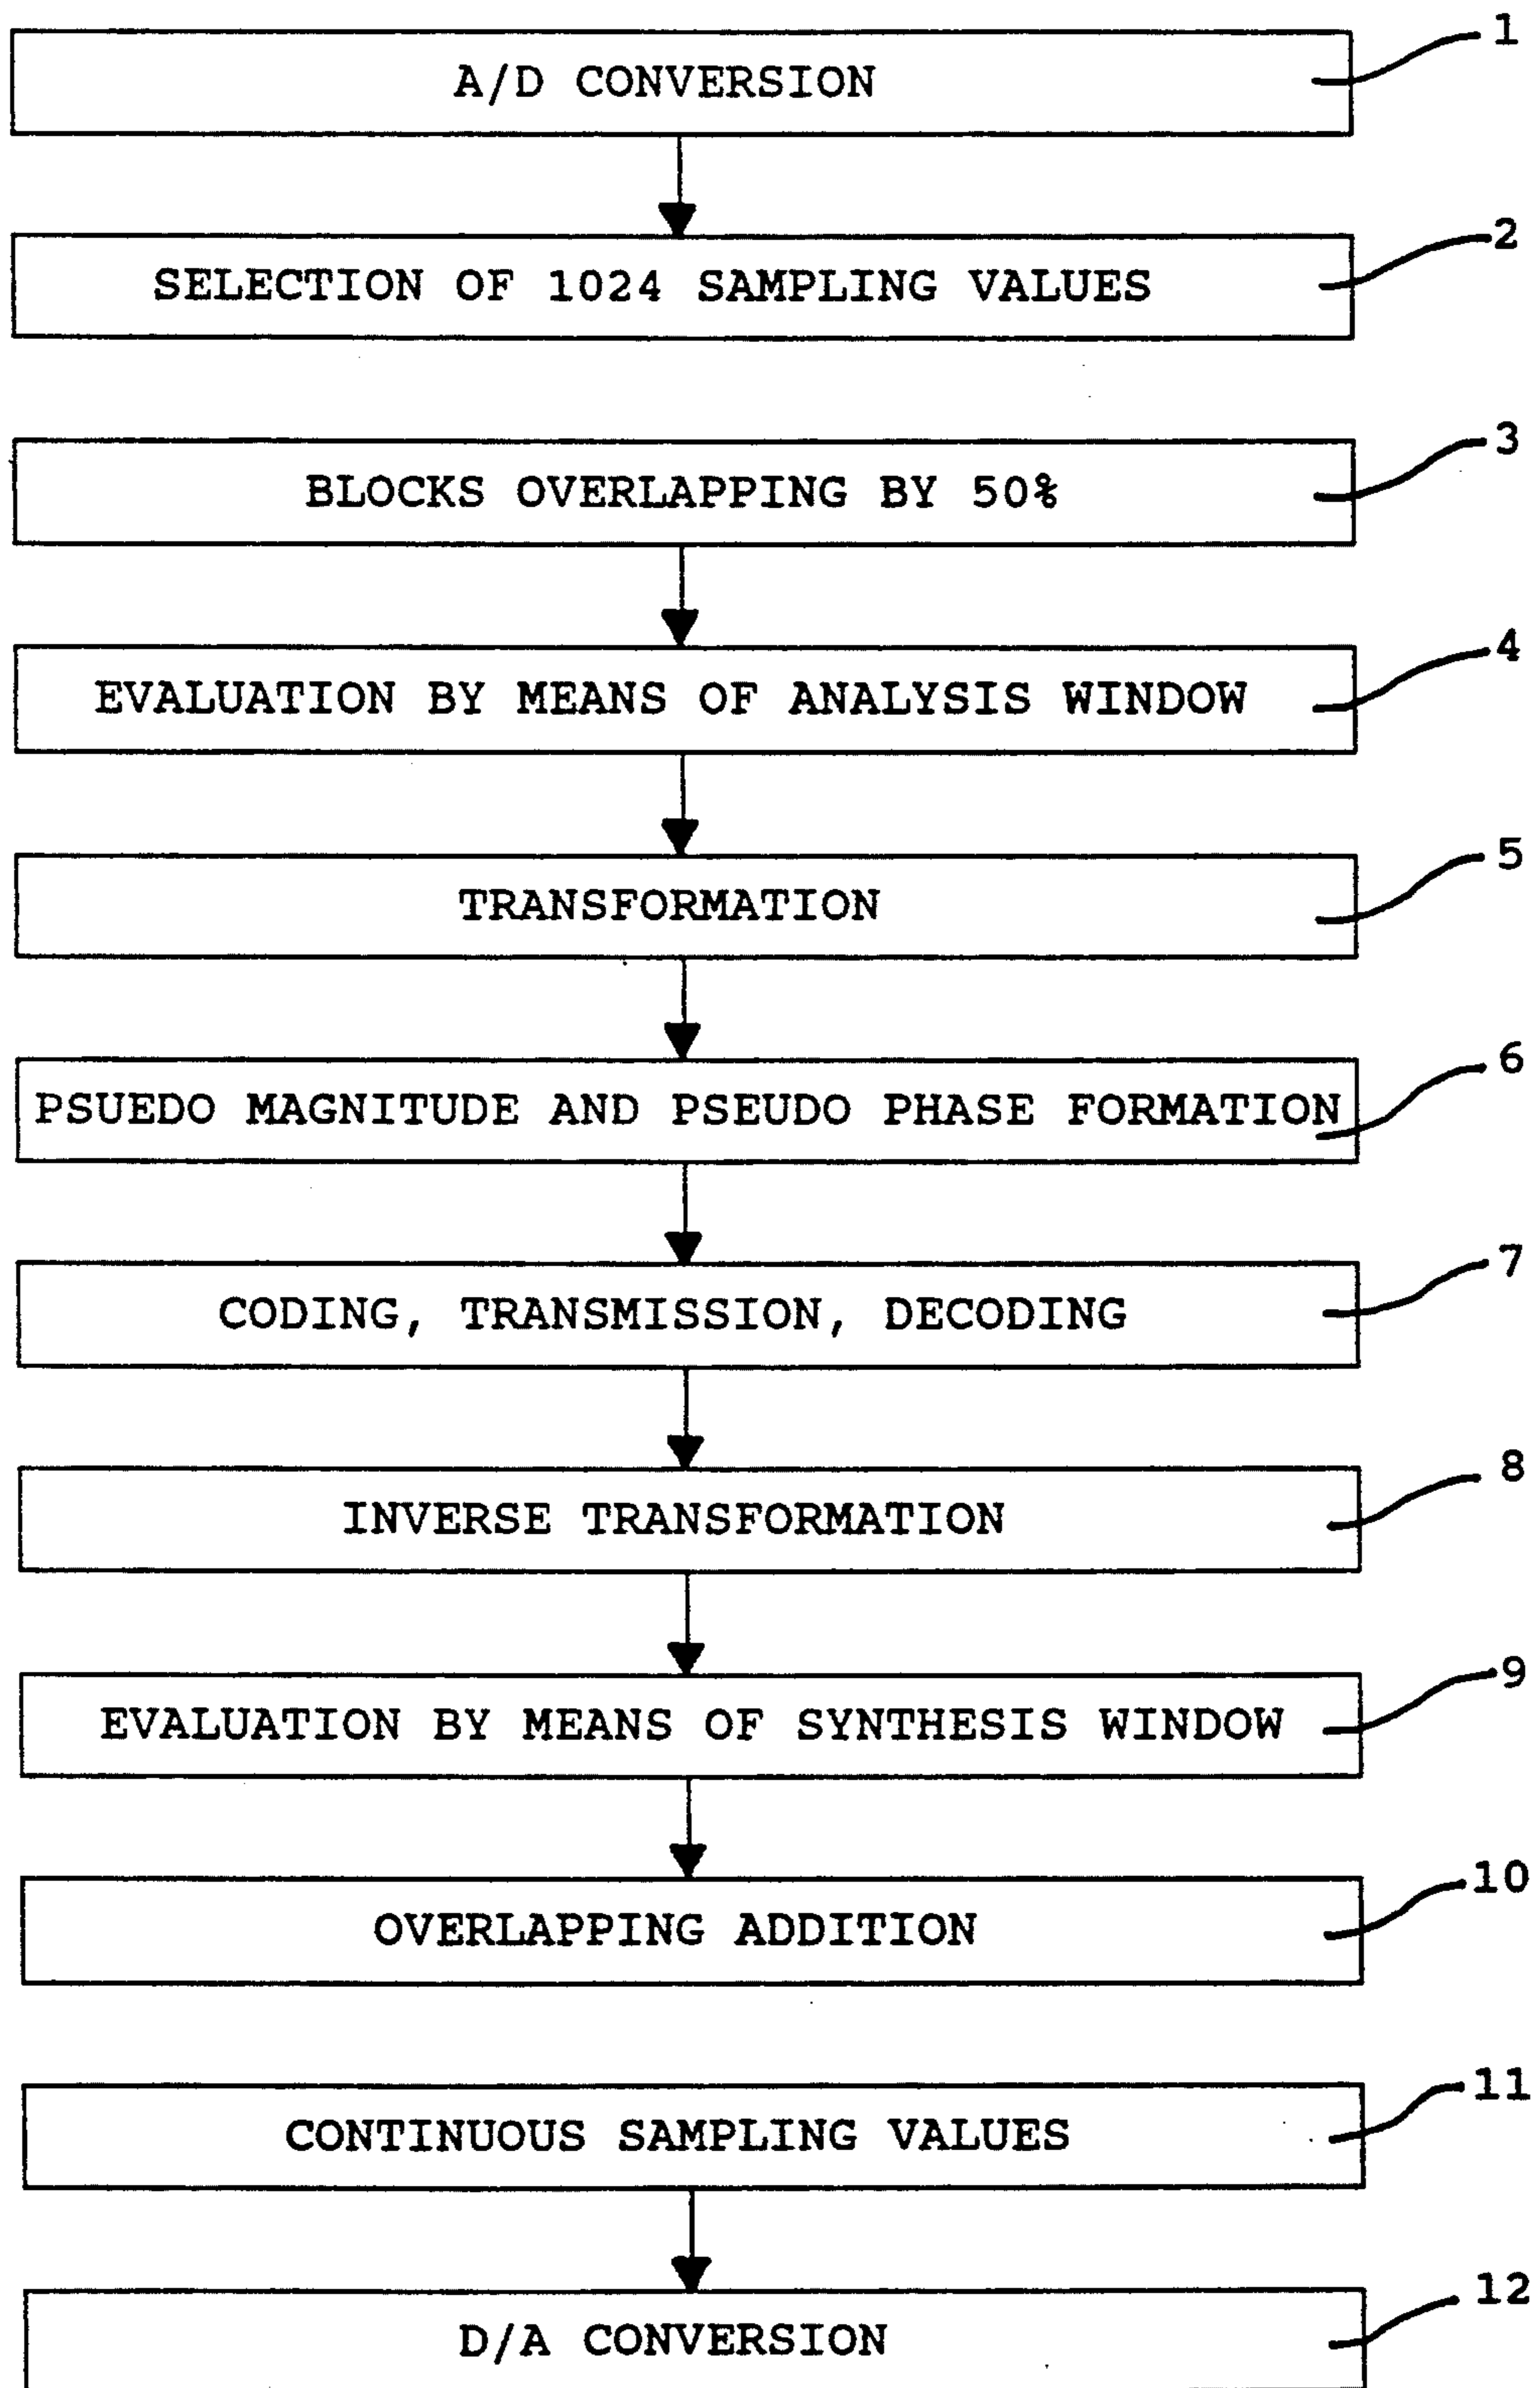 1
A/D CONVERSION
2
SELECTION OF 1024 SAMPLING VALUES
3
BLOCKS OVERLAPPING BY 50%
4
EVALUATION BY MEANS OF ANALYSIS WINDOW
5
TRANSFORMATION
6
PSUEDO MAGNITUDE AND PSEUDO PHASE FORMATION
7
CODING, TRANSMISSION, DECODING
8
INVERSE TRANSFORMATION
9
EVALUATION BY MEANS OF SYNTHESIS WINDOW
10
OVERLAPPING ADDITION
11
CONTINUOUS SAMPLING VALUES
12
D/A CONVERSION